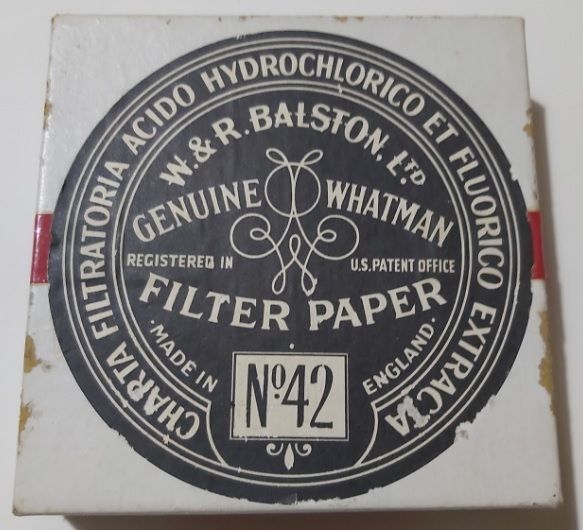 CHARTA FILTRATORIA ACIDO HYDROCHLORICO ET FLUORICO EXTRACTA
W. & R. BALSTON, LTD
GENUINE WHATMAN
REGISTERED IN U.S. PATENT OFFICE
FILTER PAPER
·MADE IN ENGLAND·
No. 42